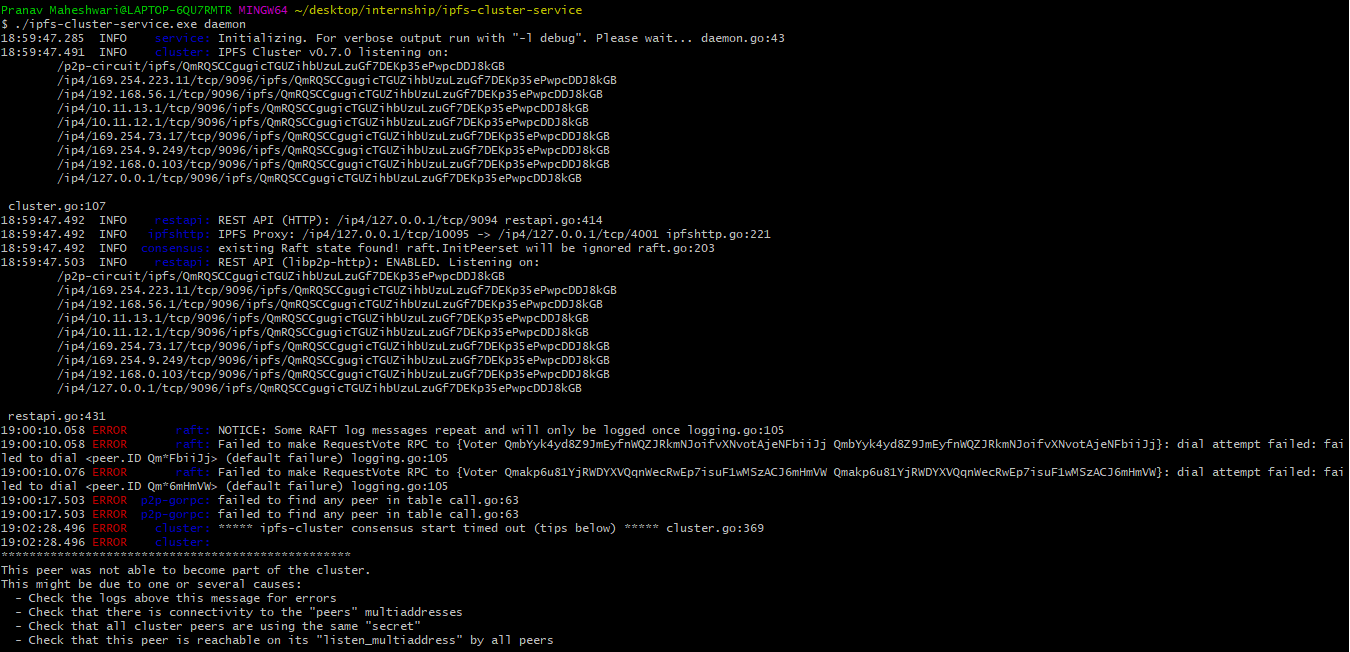 Pranav Maheshwari@LAPTOP-6QU7RMTR MINGW64 ~/desktop/internship/ipfs-cluster-service
$ ./ipfs-cluster-service.exe daemon
18:59:47.285  INFO    service: Initializing. For verbose output run with "-l debug". Please wait... daemon.go:43
18:59:47.491  INFO    cluster: IPFS Cluster v0.7.0 listening on:
        /p2p-circuit/ipfs/QmRQSCCgugicTGUZihbUzuLzuGf7DEKp35ePwpcDDJ8kGB
        /ip4/169.254.223.11/tcp/9096/ipfs/QmRQSCCgugicTGUZihbUzuLzuGf7DEKp35ePwpcDDJ8kGB
        /ip4/192.168.56.1/tcp/9096/ipfs/QmRQSCCgugicTGUZihbUzuLzuGf7DEKp35ePwpcDDJ8kGB
        /ip4/10.11.13.1/tcp/9096/ipfs/QmRQSCCgugicTGUZihbUzuLzuGf7DEKp35ePwpcDDJ8kGB
        /ip4/10.11.12.1/tcp/9096/ipfs/QmRQSCCgugicTGUZihbUzuLzuGf7DEKp35ePwpcDDJ8kGB
        /ip4/169.254.73.17/tcp/9096/ipfs/QmRQSCCgugicTGUZihbUzuLzuGf7DEKp35ePwpcDDJ8kGB
        /ip4/169.254.9.249/tcp/9096/ipfs/QmRQSCCgugicTGUZihbUzuLzuGf7DEKp35ePwpcDDJ8kGB
        /ip4/192.168.0.103/tcp/9096/ipfs/QmRQSCCgugicTGUZihbUzuLzuGf7DEKp35ePwpcDDJ8kGB
        /ip4/127.0.0.1/tcp/9096/ipfs/QmRQSCCgugicTGUZihbUzuLzuGf7DEKp35ePwpcDDJ8kGB
 cluster.go:107
18:59:47.492  INFO    restapi: REST API (HTTP): /ip4/127.0.0.1/tcp/9094 restapi.go:414
18:59:47.492  INFO   ipfshttp: IPFS Proxy: /ip4/127.0.0.1/tcp/10095 -> /ip4/127.0.0.1/tcp/4001 ipfshttp.go:221
18:59:47.492  INFO  consensus: existing Raft state found! raft.InitPeerset will be ignored raft.go:203
18:59:47.503  INFO    restapi: REST API (libp2p-http): ENABLED. Listening on:
        /p2p-circuit/ipfs/QmRQSCCgugicTGUZihbUzuLzuGf7DEKp35ePwpcDDJ8kGB
        /ip4/169.254.223.11/tcp/9096/ipfs/QmRQSCCgugicTGUZihbUzuLzuGf7DEKp35ePwpcDDJ8kGB
        /ip4/192.168.56.1/tcp/9096/ipfs/QmRQSCCgugicTGUZihbUzuLzuGf7DEKp35ePwpcDDJ8kGB
        /ip4/10.11.13.1/tcp/9096/ipfs/QmRQSCCgugicTGUZihbUzuLzuGf7DEKp35ePwpcDDJ8kGB
        /ip4/10.11.12.1/tcp/9096/ipfs/QmRQSCCgugicTGUZihbUzuLzuGf7DEKp35ePwpcDDJ8kGB
        /ip4/169.254.73.17/tcp/9096/ipfs/QmRQSCCgugicTGUZihbUzuLzuGf7DEKp35ePwpcDDJ8kGB
        /ip4/169.254.9.249/tcp/9096/ipfs/QmRQSCCgugicTGUZihbUzuLzuGf7DEKp35ePwpcDDJ8kGB
        /ip4/192.168.0.103/tcp/9096/ipfs/QmRQSCCgugicTGUZihbUzuLzuGf7DEKp35ePwpcDDJ8kGB
        /ip4/127.0.0.1/tcp/9096/ipfs/QmRQSCCgugicTGUZihbUzuLzuGf7DEKp35ePwpcDDJ8kGB
 restapi.go:431
19:00:10.058 ERROR       raft: NOTICE: Some RAFT log messages repeat and will only be logged once logging.go:105
19:00:10.058 ERROR       raft: Failed to make RequestVote RPC to {Voter QmbYyk4yd8Z9JmEyfnWQZJRkmNJoifvXNvotAjeNFbiiJj QmbYyk4yd8Z9JmEyfnWQZJRkmNJoifvXNvotAjeNFbiiJj}: dial attempt failed: fai
led to dial <peer.ID Qm*FbiiJj> (default failure) logging.go:105
19:00:10.076 ERROR       raft: Failed to make RequestVote RPC to {Voter Qmakp6u81YjRWDYXVQqnWecRwEp7isuF1wMSzACJ6mHmVW Qmakp6u81YjRWDYXVQqnWecRwEp7isuF1wMSzACJ6mHmVW}: dial attempt failed: fai
led to dial <peer.ID Qm*6mHmVW> (default failure) logging.go:105
19:00:17.503 ERROR  p2p-gorpc: failed to find any peer in table call.go:63
19:00:17.503 ERROR  p2p-gorpc: failed to find any peer in table call.go:63
19:02:28.496 ERROR    cluster: ***** ipfs-cluster consensus start timed out (tips below) ***** cluster.go:369
19:02:28.496 ERROR    cluster:
**************************************************
This peer was not able to become part of the cluster.
This might be due to one or several causes:
  - Check the logs above this message for errors
  - Check that there is connectivity to the "peers" multiaddresses
  - Check that all cluster peers are using the same "secret"
  - Check that this peer is reachable on its "listen_multiaddress" by all peers